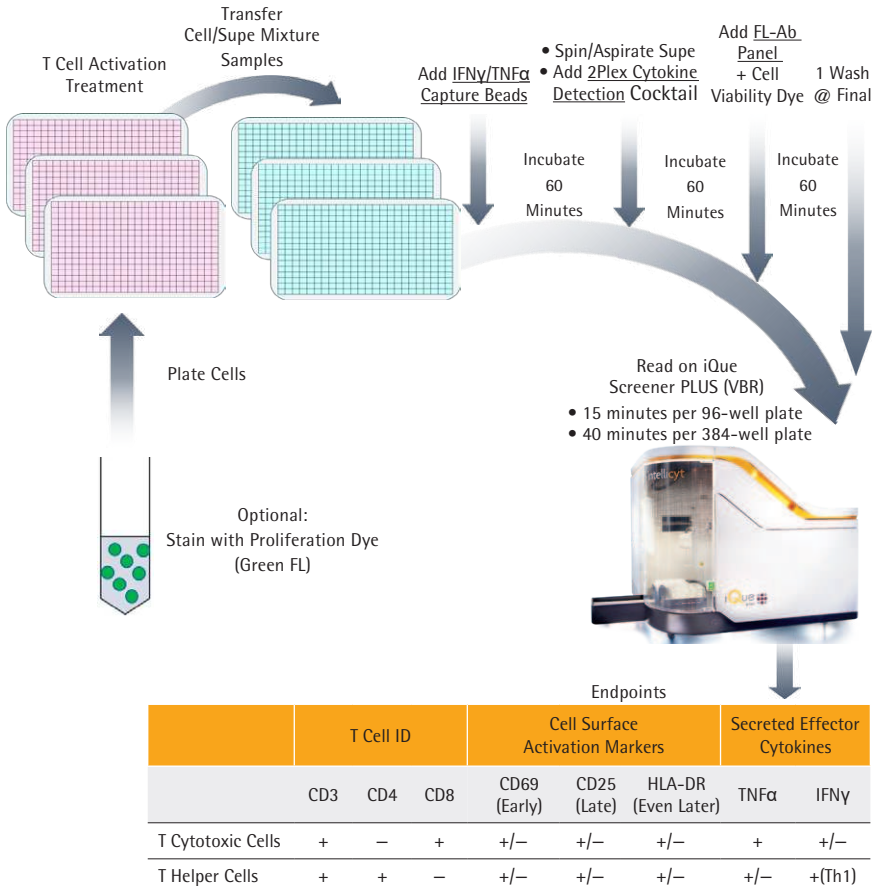 Transfer
Cell/Supe Mixture
Samples
T Cell Activation
Treatment
Add IFNγ/TNFα
Capture Beads
• Spin/Aspirate Supe
• Add 2Plex Cytokine
Detection Cocktail
Add FL-Ab
Panel
+ Cell
Viability Dye
1 Wash
@ Final
Incubate
60
Minutes
Incubate
60
Minutes
Incubate
60
Minutes
Plate Cells
Optional:
Stain with Proliferation Dye
(Green FL)
Read on iQue
Screener PLUS (VBR)
• 15 minutes per 96-well plate
• 40 minutes per 384-well plate
intellicyt
iQue
Endpoints
T Cell ID
Cell Surface
Activation Markers
Secreted Effector
Cytokines
CD3 CD4 CD8 CD69 (Early) CD25 (Late) HLA-DR (Even Later) TNFα IFNγ
T Cytotoxic Cells + − + +/− +/− +/− + +/−
T Helper Cells + + − +/− +/− +/− +/− +(Th1)